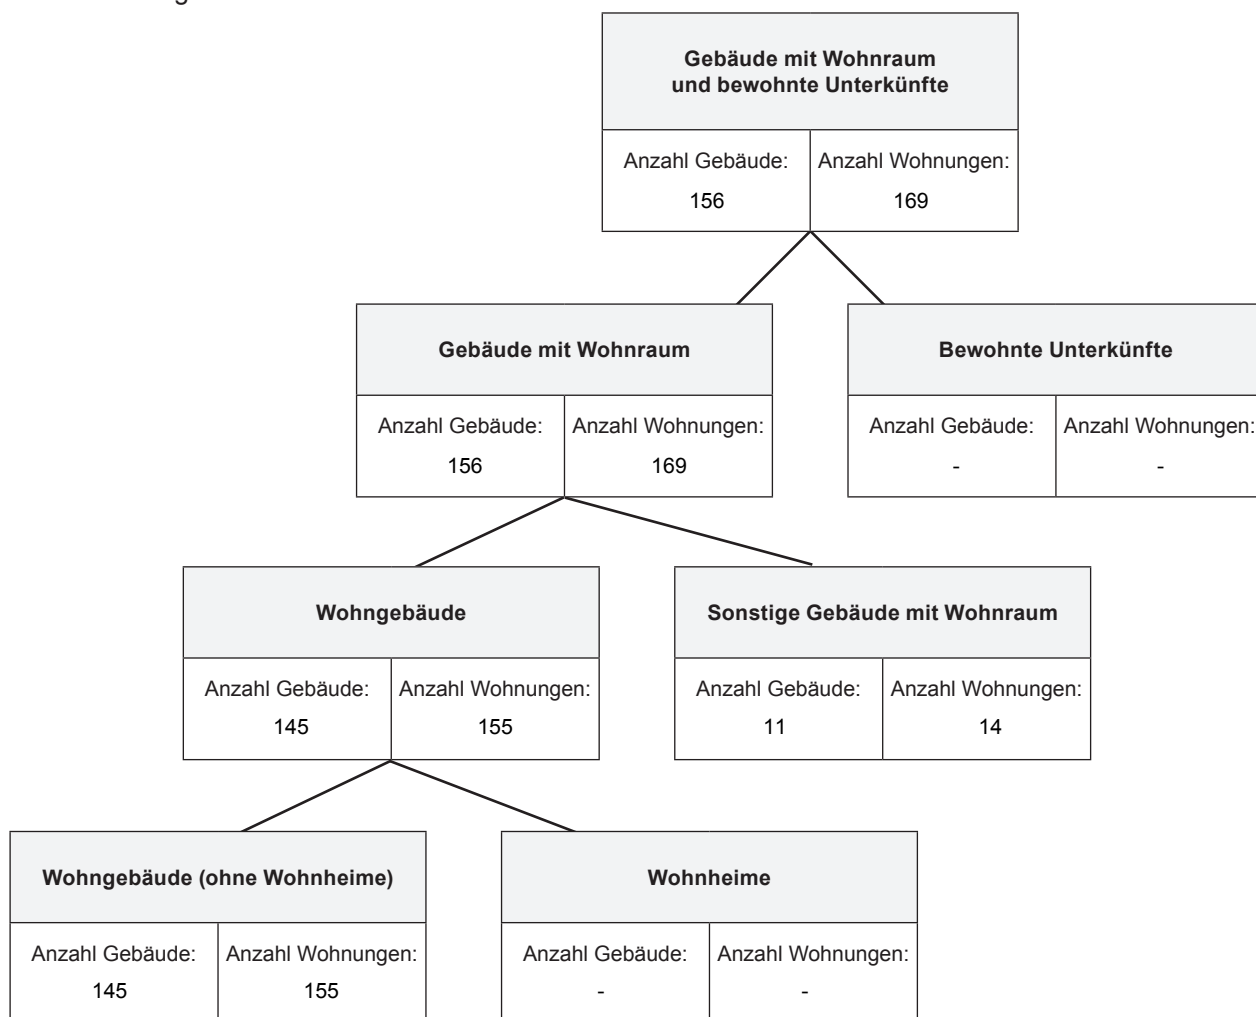 Gebäude mit Wohnraum
und bewohnte Unterkünfte
Anzahl Gebäude: Anzahl Wohnungen:
156 169
Gebäude mit Wohnraum
Bewohnte Unterkünfte
Anzahl Gebäude: Anzahl Wohnungen:
156 169
Anzahl Gebäude: Anzahl Wohnungen:
- -
Wohngebäude
Sonstige Gebäude mit Wohnraum
Anzahl Gebäude: Anzahl Wohnungen:
145 155
Anzahl Gebäude: Anzahl Wohnungen:
11 14
Wohngebäude (ohne Wohnheime)
Wohnheime
Anzahl Gebäude: Anzahl Wohnungen:
145 155
Anzahl Gebäude: Anzahl Wohnungen:
- -